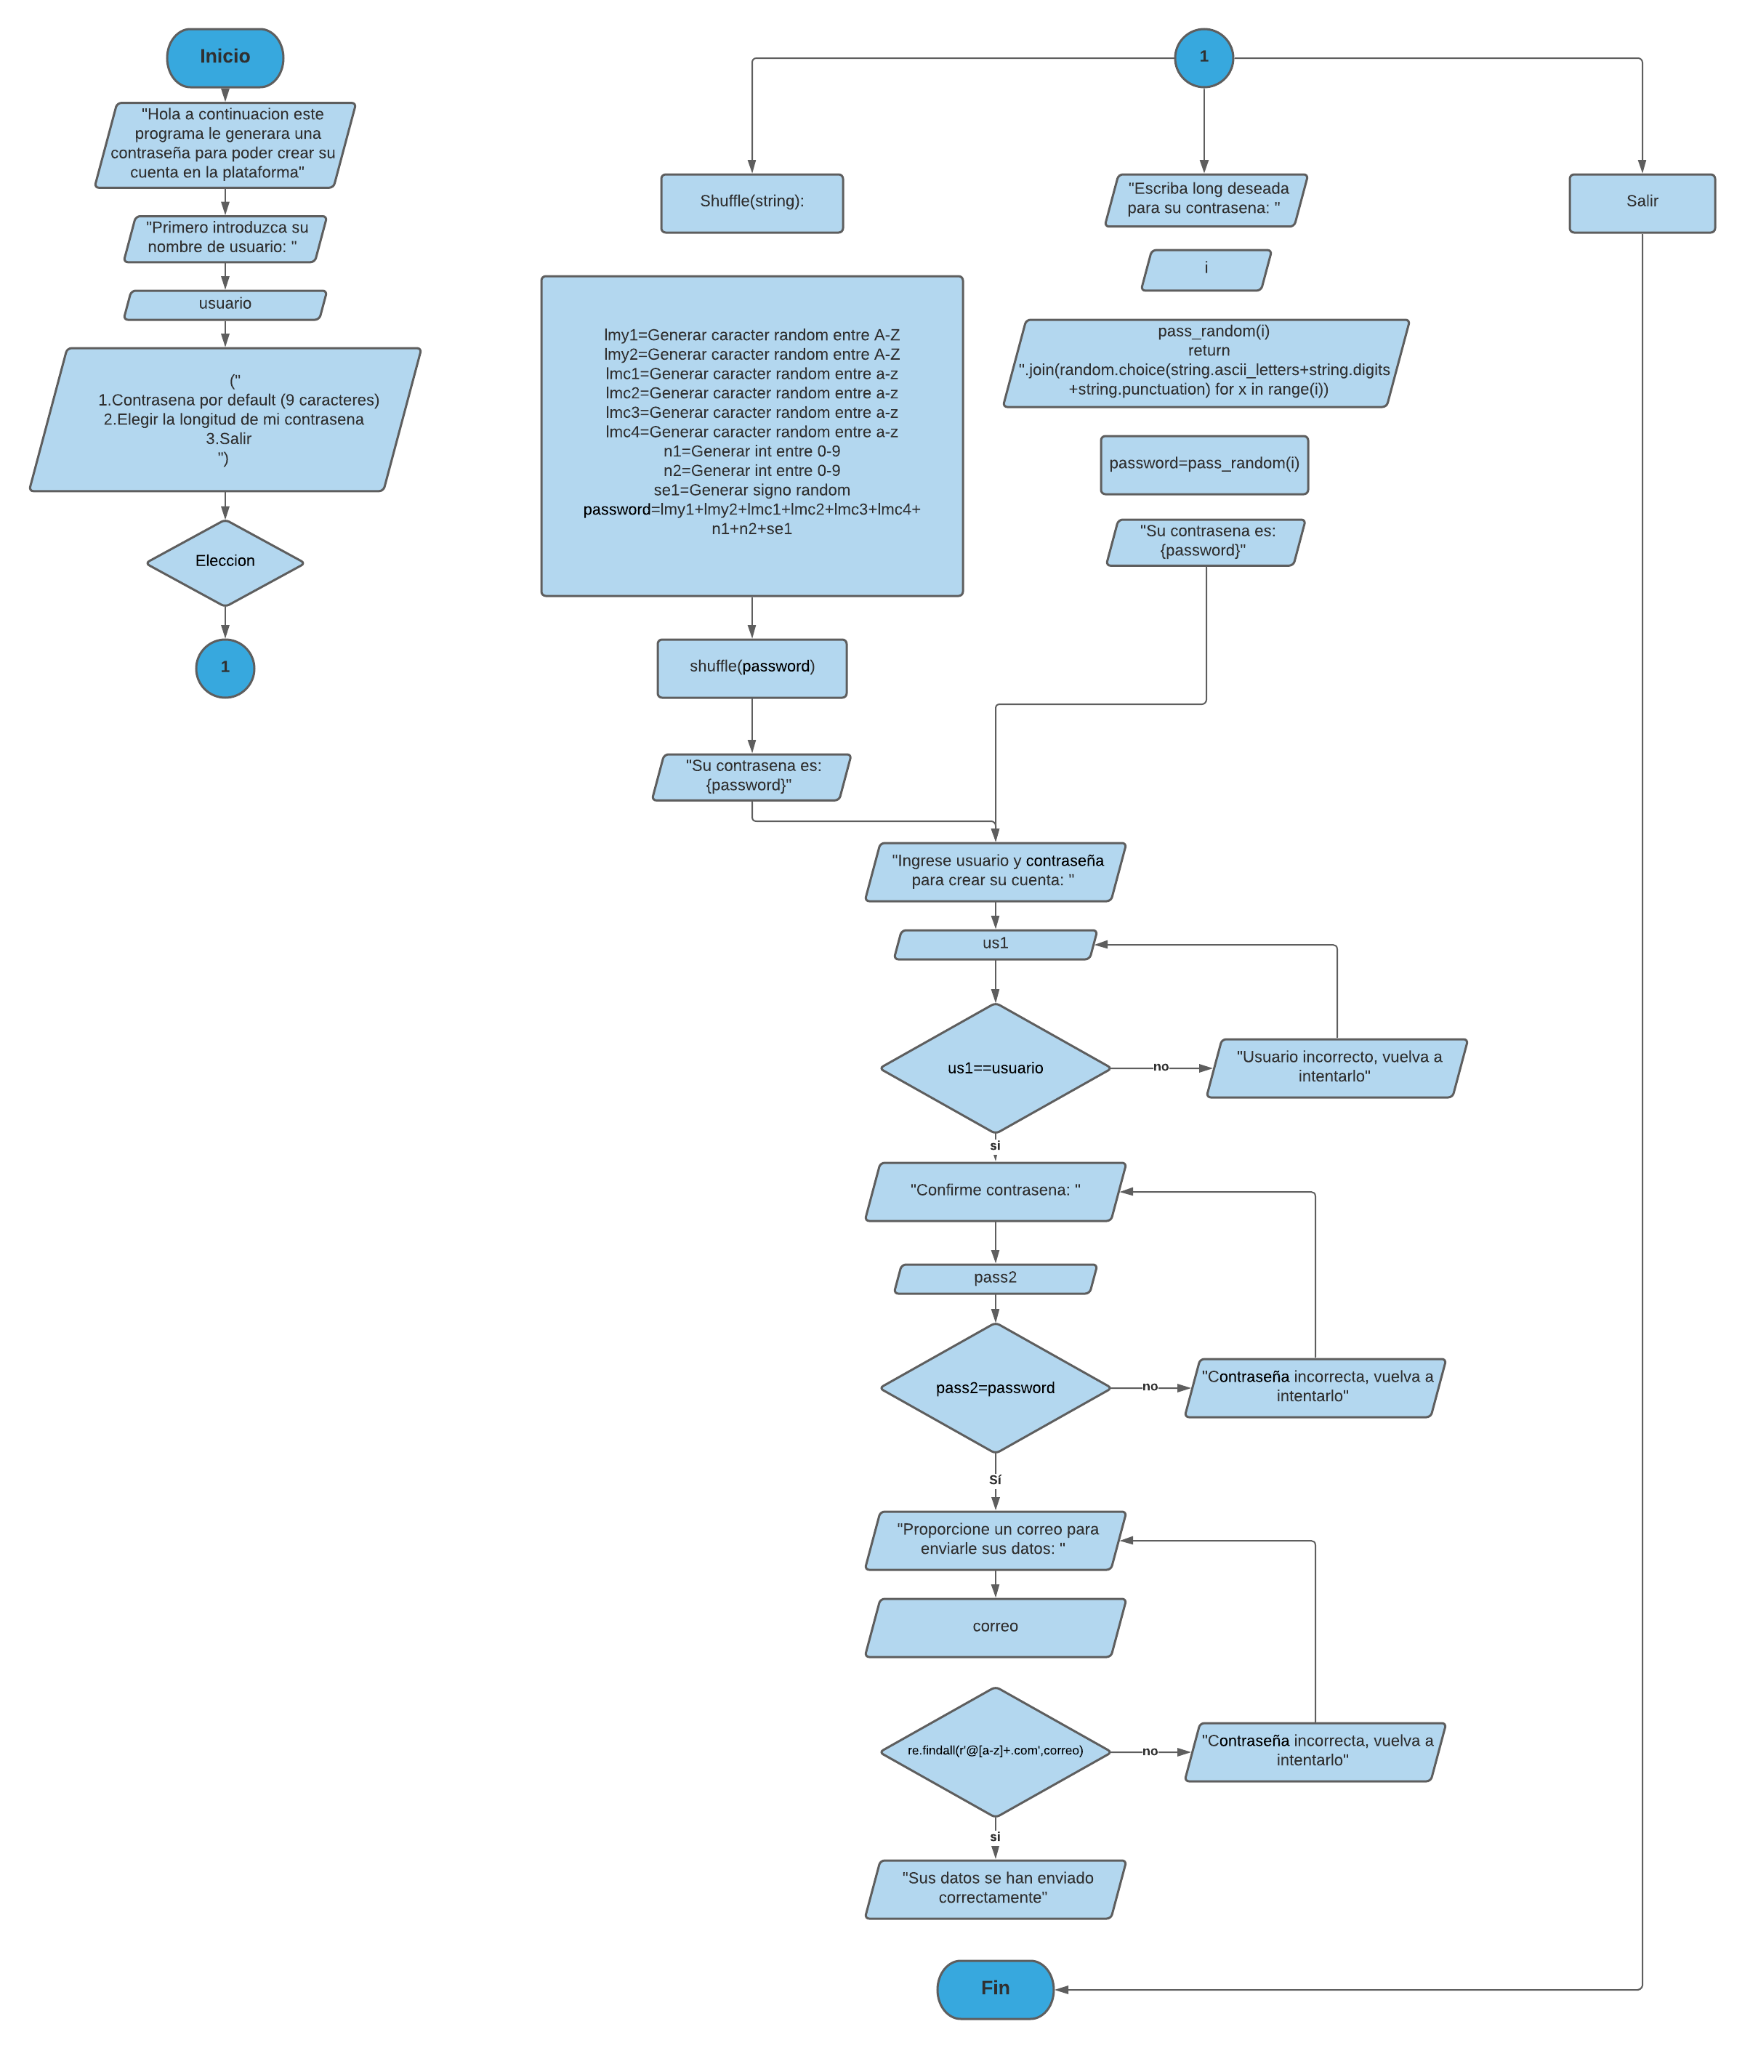 Inicio
"Hola a continuacion este
programa le generara una
contraseña para poder crear su
cuenta en la plataforma"
"Primero introduzca su
nombre de usuario: "
usuario
("
1.Contrasena por default (9 caracteres)
2.Elegir la longitud de mi contrasena
3.Salir
")
Eleccion
1
1
Shuffle(string):
lmy1=Generar caracter random entre A-Z
lmy2=Generar caracter random entre A-Z
lmc1=Generar caracter random entre a-z
lmc2=Generar caracter random entre a-z
lmc3=Generar caracter random entre a-z
lmc4=Generar caracter random entre a-z
n1=Generar int entre 0-9
n2=Generar int entre 0-9
se1=Generar signo random
password=lmy1+lmy2+lmc1+lmc2+lmc3+lmc4+
n1+n2+se1
shuffle(password)
"Su contrasena es:
{password}"
"Escriba long deseada
para su contrasena: "
i
pass_random(i)
return
''.join(random.choice(string.ascii_letters+string.digits
+string.punctuation) for x in range(i))
password=pass_random(i)
"Su contrasena es:
{password}"
Salir
"Ingrese usuario y contraseña
para crear su cuenta: "
us1
us1==usuario
no
"Usuario incorrecto, vuelva a
intentarlo"
si
"Confirme contrasena: "
pass2
pass2=password
no
"Contraseña incorrecta, vuelva a
intentarlo"
Sí
"Proporcione un correo para
enviarle sus datos: "
correo
re.findall(r'@[a-z]+.com',correo)
no
"Contraseña incorrecta, vuelva a
intentarlo"
si
"Sus datos se han enviado
correctamente"
Fin